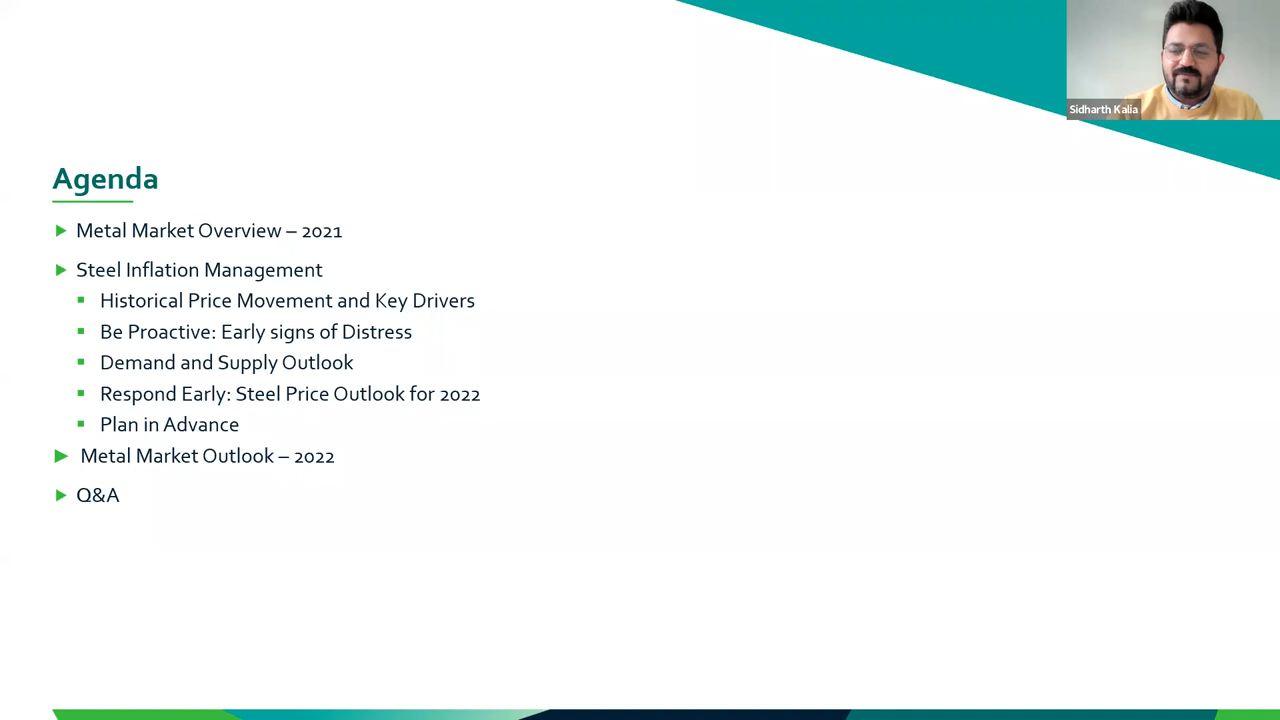 Sidharth Kalia
Agenda
Metal Market Overview – 2021
Steel Inflation Management
Historical Price Movement and Key Drivers
Be Proactive: Early signs of Distress
Demand and Supply Outlook
Respond Early: Steel Price Outlook for 2022
Plan in Advance
Metal Market Outlook – 2022
Q&A